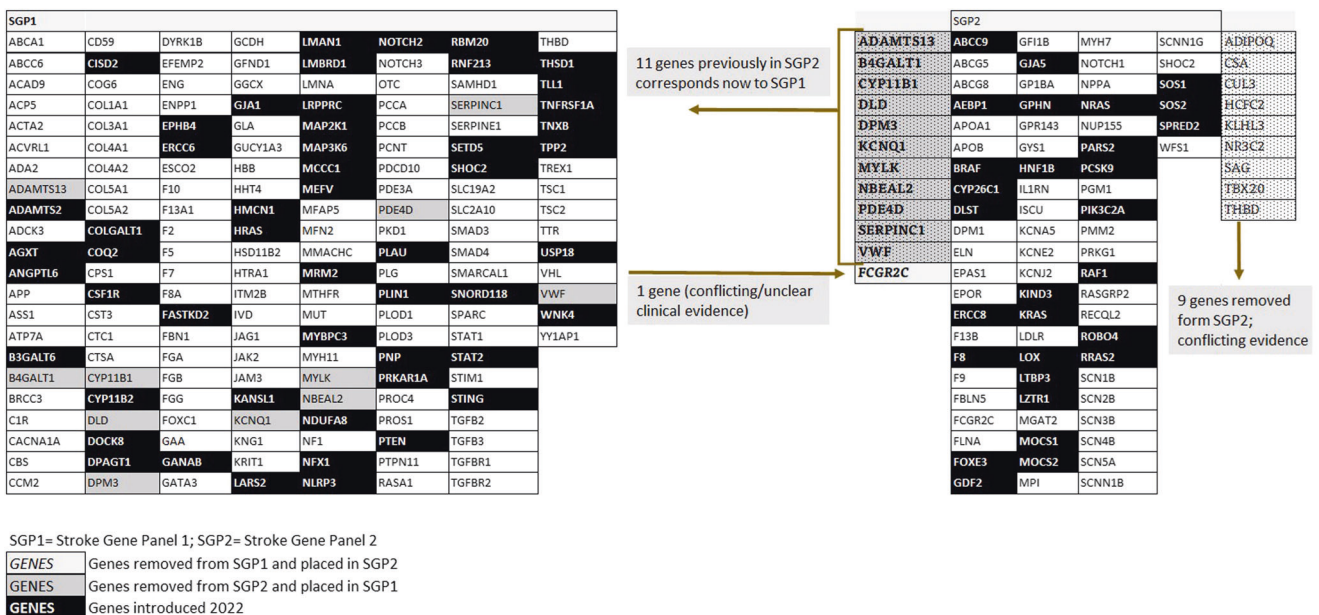 SGP1
ABCA1 CD59 DYRK1B GCDH LMAN1 NOTCH2 RBM20 THBD
ABCC6 CISD2 EFEMP2 GFND1 LMBRD1 NOTCH3 RNF213 THSD1
ACAD9 COG6 ENG GGCX LMNA OTC SAMHD1 TLL1
ACP5 COL1A1 ENPP1 GJA1 LRPPRC PCCA SERPINC1 TNFRSF1A
ACTA2 COL3A1 EPHB4 GLA MAP2K1 PCCB SERPINE1 TNXB
ACVRL1 COL4A1 ERCC6 GUCY1A3 MAP3K6 PCNT SETD5 TPP2
ADA2 COL4A2 ESCO2 HBB MCCC1 PDCD10 SHOC2 TREX1
ADAMTS13 COL5A1 F10 HHT4 MEFV PDE3A SLC19A2 TSC1
ADAMTS2 COL5A2 F13A1 HMCN1 MFAP5 PDE4D SLC2A10 TSC2
ADCK3 COLGALT1 F2 HRAS MFN2 PKD1 SMAD3 TTR
AGXT COQ2 F5 HSD11B2 MMACHC PLAU SMAD4 USP18
ANGPTL6 CPS1 F7 HTRA1 MRM2 PLG SMARCAL1 VHL
APP CSF1R F8A ITM2B MTHFR PLIN1 SNORD118 VWF
ASS1 CST3 FASTKD2 IVD MUT PLOD1 SPARC WNK4
ATP7A CTC1 FBN1 JAG1 MYBPC3 PLOD3 STAT1 YY1AP1
B3GALT6 CTSA FGA JAK2 MYH11 PNP STAT2
B4GALT1 CYP11B1 FGB JAM3 MYLK PRKAR1A STIM1
BRCC3 CYP11B2 FGG KANSL1 NBEAL2 PROC4 STING
C1R DLD FOXC1 KCNQ1 NDUFA8 PROS1 TGFB2
CACNA1A DOCK8 GAA KNG1 NF1 PTEN TGFB3
CBS DPAGT1 GANAB KRIT1 NFX1 PTPN11 TGFBR1
CCM2 DPM3 GATA3 LARS2 NLRP3 RASA1 TGFBR2
11 genes previously in SGP2
corresponds now to SGP1
1 gene (conflicting/unclear
clinical evidence)
SGP2
ADAMTS13 ABCC9 GFI1B MYH7 SCNN1G ADIPOQ
B4GALT1 ABCG5 GJA5 NOTCH1 SHOC2 CSA
CYP11B1 ABCG8 GP1BA NPPA SOS1 CUL3
DLD AEBP1 GPHN NRAS SOS2 HCFC2
DPM3 APOA1 GPR143 NUP155 SPRED2 KLHL3
KCNQ1 APOB GYS1 PARS2 WFS1 NR3C2
MYLK BRAF HNF1B PCSK9 SAG
NBEAL2 CYP26C1 IL1RN PGM1 TBX20
PDE4D DLST ISCU PIK3C2A THBD
SERPINC1 DPM1 KCNA5 PMM2
VWF ELN KCNE2 PRKG1
FCGR2C EPAS1 KCNJ2 RAF1
EPOR KIND3 RASGRP2
ERCC8 KRAS RECQL2
F13B LDLR ROBO4
F8 LOX RRAS2
F9 LTBP3 SCN1B
FBLN5 LZTR1 SCN2B
FCGR2C MGAT2 SCN3B
FLNA MOCS1 SCN4B
FOXE3 MOCS2 SCN5A
GDF2 MPI SCNN1B
9 genes removed
form SGP2;
conflicting evidence
SGP1= Stroke Gene Panel 1; SGP2= Stroke Gene Panel 2
GENES Genes removed from SGP1 and placed in SGP2
GENES Genes removed from SGP2 and placed in SGP1
GENES Genes introduced 2022